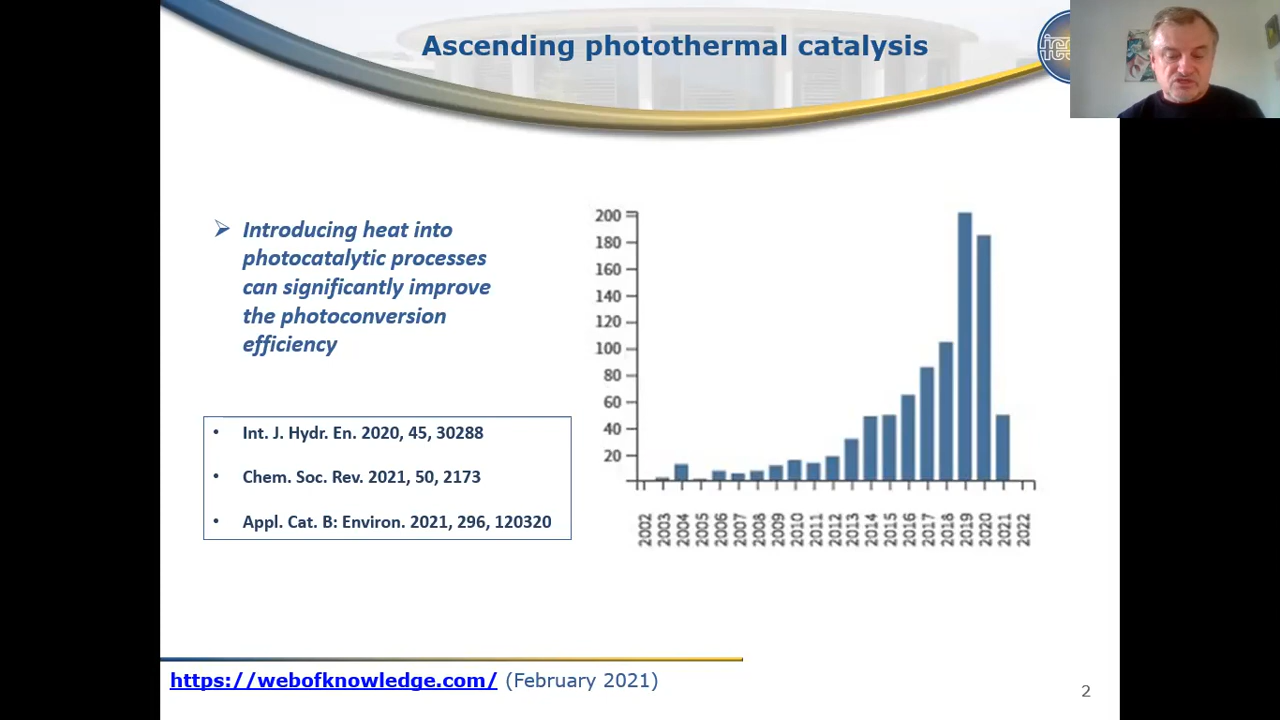 Ascending photothermal catalysis
➢ Introducing heat into
photocatalytic processes
can significantly improve
the photoconversion
efficiency
• Int. J. Hydr. En. 2020, 45, 30288
• Chem. Soc. Rev. 2021, 50, 2173
• Appl. Cat. B: Environ. 2021, 296, 120320
200
180
160
140
120
100
80
60
40
20
2002 2003 2004 2005 2006 2007 2008 2009 2010 2011 2012 2013 2014 2015 2016 2017 2018 2019 2020 2021 2022
https://webofknowledge.com/ (February 2021)
2